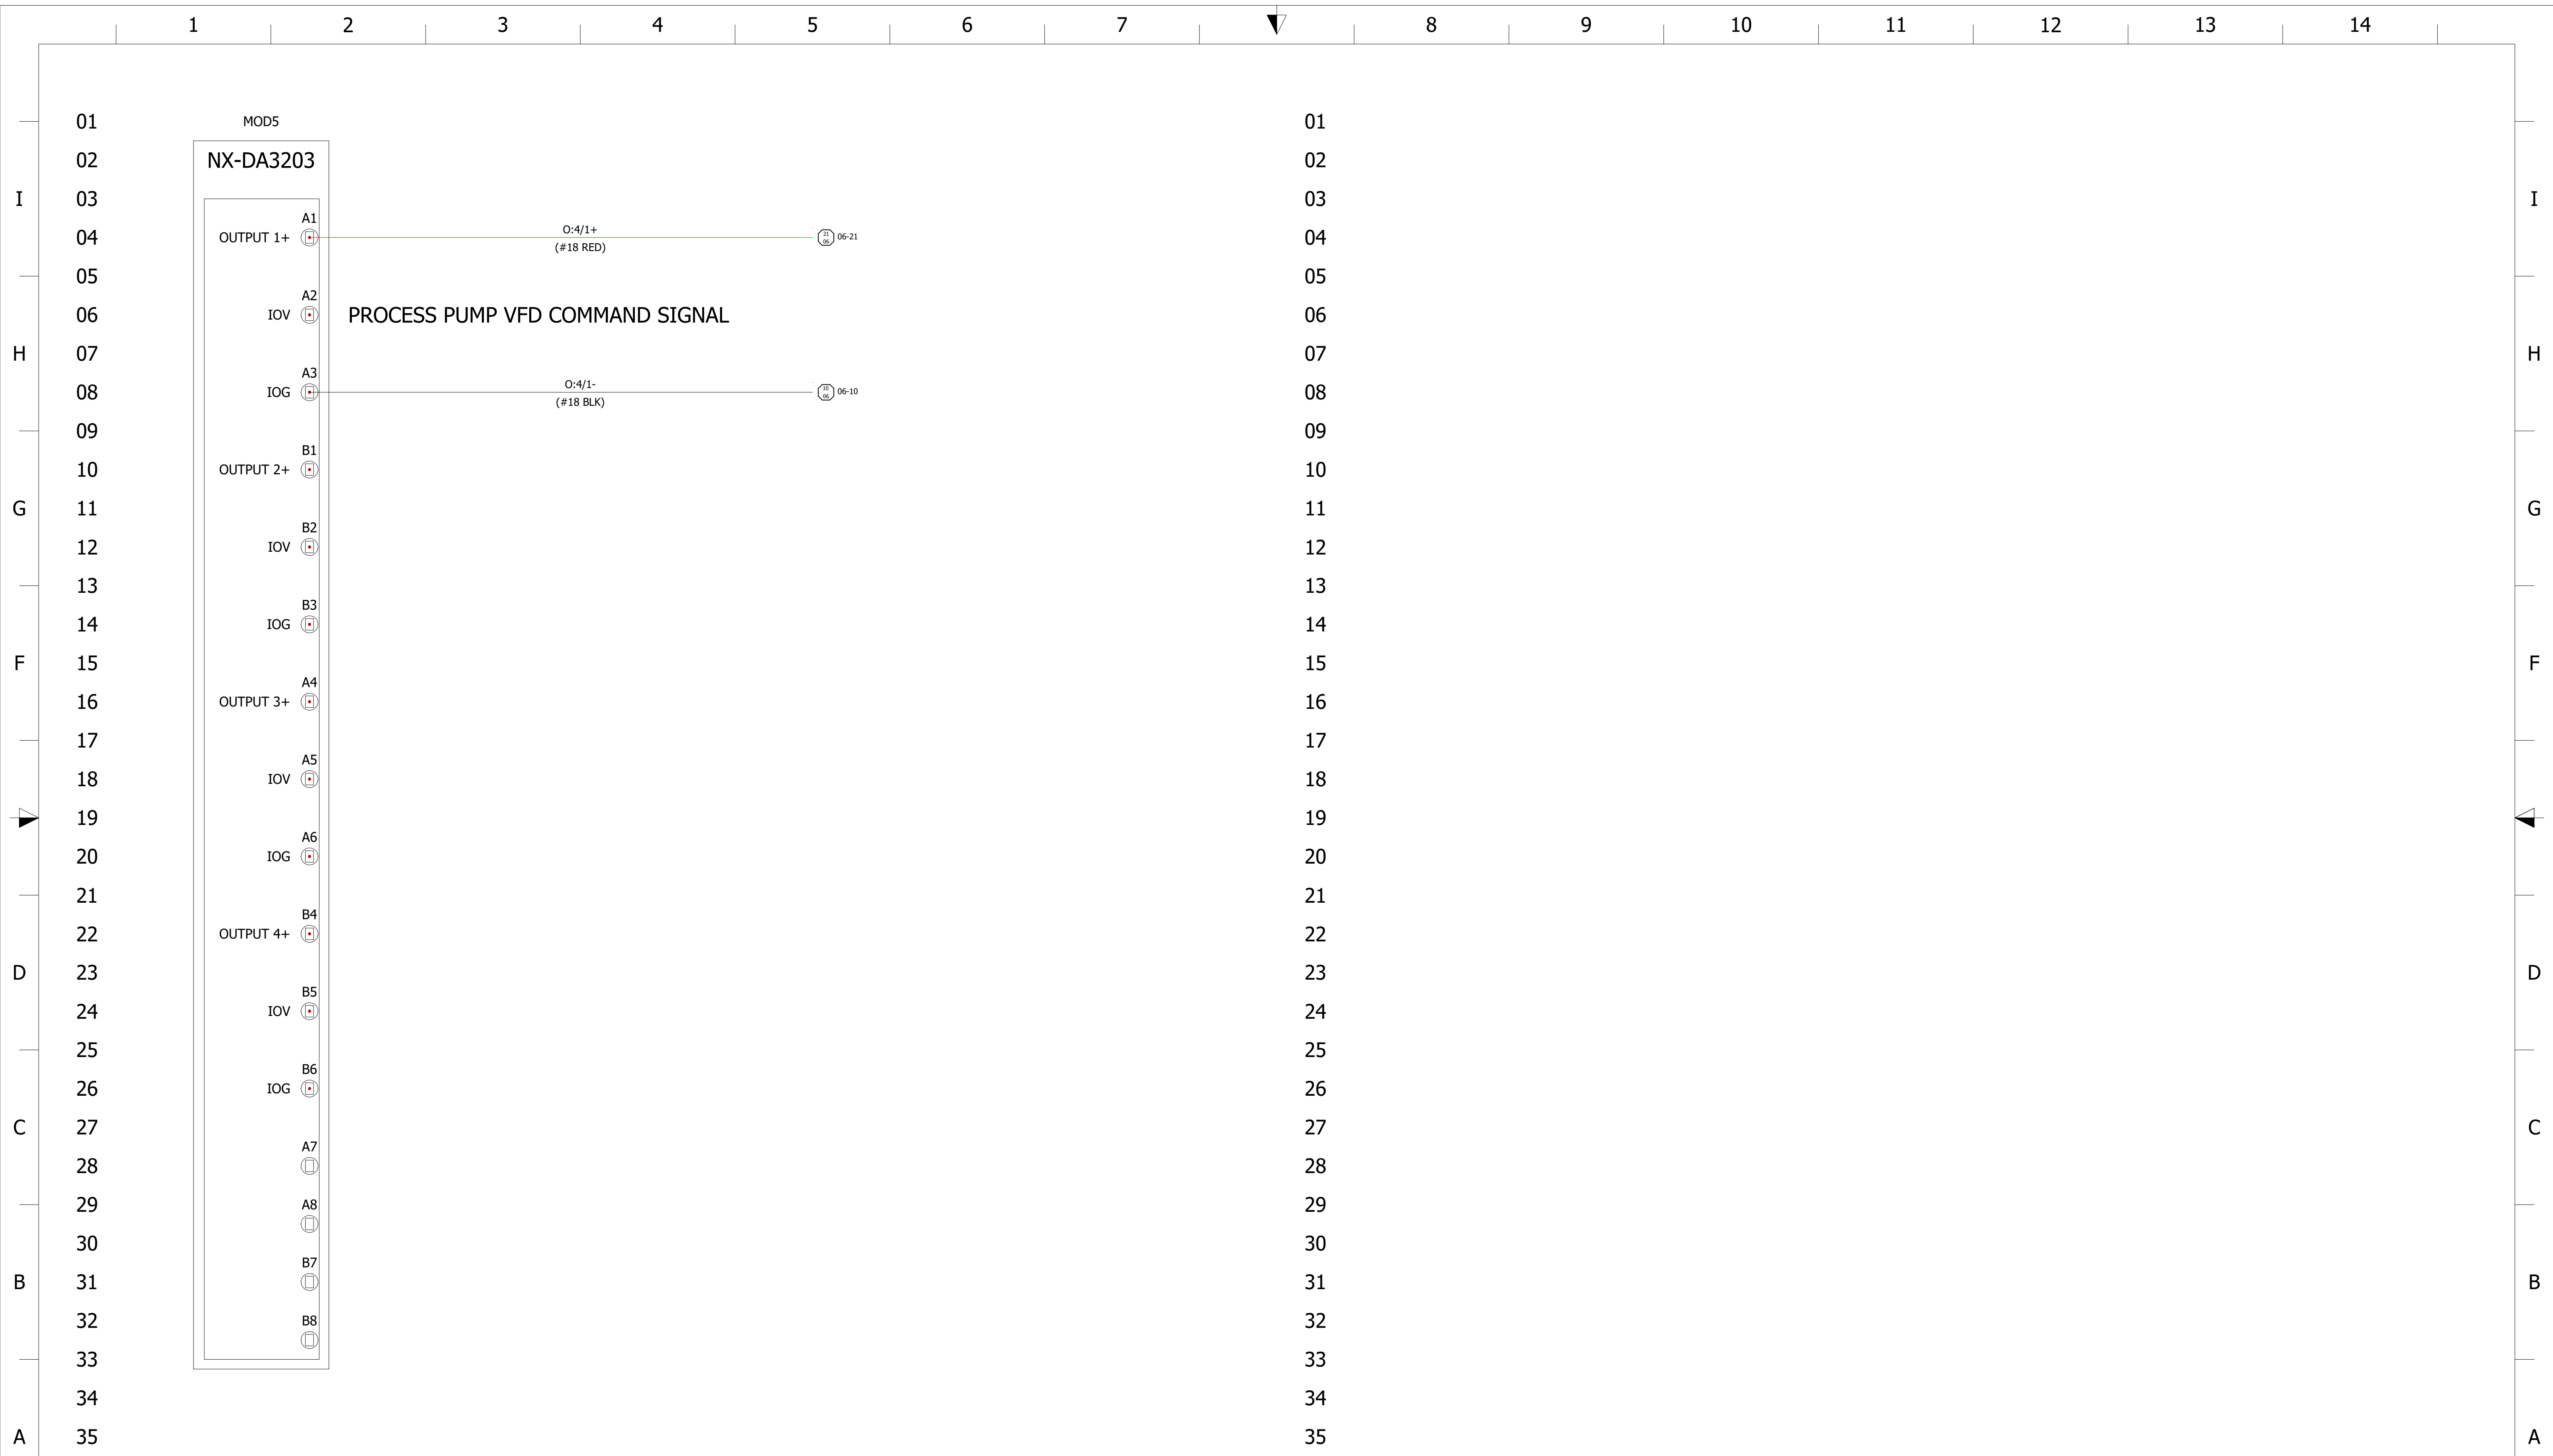 1 2 3 4 5 6 7 8 9 10 11 12 13 14
01 MOD5 01
02 NX-DA3203 02
I 03 03 I
A1
04 OUTPUT 1+ O:4/1+ 21 06 06-21 04
(#18 RED)
05 05
A2
06 IOV PROCESS PUMP VFD COMMAND SIGNAL 06
H 07 07 H
A3
08 IOG O:4/1- 10 06 06-10 08
(#18 BLK)
09 09
B1
10 OUTPUT 2+ 10
G 11 11 G
B2
12 IOV 12
13 13
B3
14 IOG 14
F 15 15 F
A4
16 OUTPUT 3+ 16
17 17
A5
18 IOV 18
19 19
A6
20 IOG 20
21 21
B4
22 OUTPUT 4+ 22
D 23 23 D
B5
24 IOV 24
25 25
B6
26 IOG 26
C 27 27 C
A7
28 28
29 A8 29
30 30
B7
B 31 31 B
32 B8 32
33 33
34 34
A 35 35 A